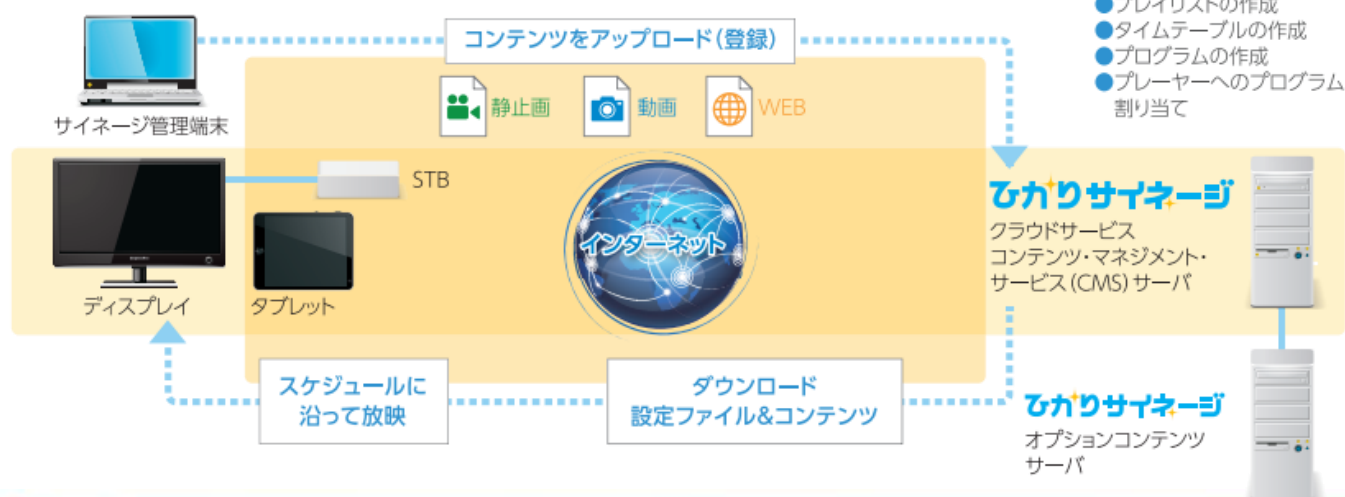 ●プレイリストの作成
●タイムテーブルの作成
●プログラムの作成
●プレーヤーへのプログラム
割り当て
コンテンツをアップロード(登録)
静止画
動画
WEB
サイネージ管理端末
STB
ディスプレイ
タブレット
インターネット
ひかりサイネージ
クラウドサービス
コンテンツ・マネジメント・
サービス(CMS)サーバ
スケジュールに
沿って放映
ダウンロード
設定ファイル&コンテンツ
ひかりサイネージ
オプションコンテンツ
サーバ